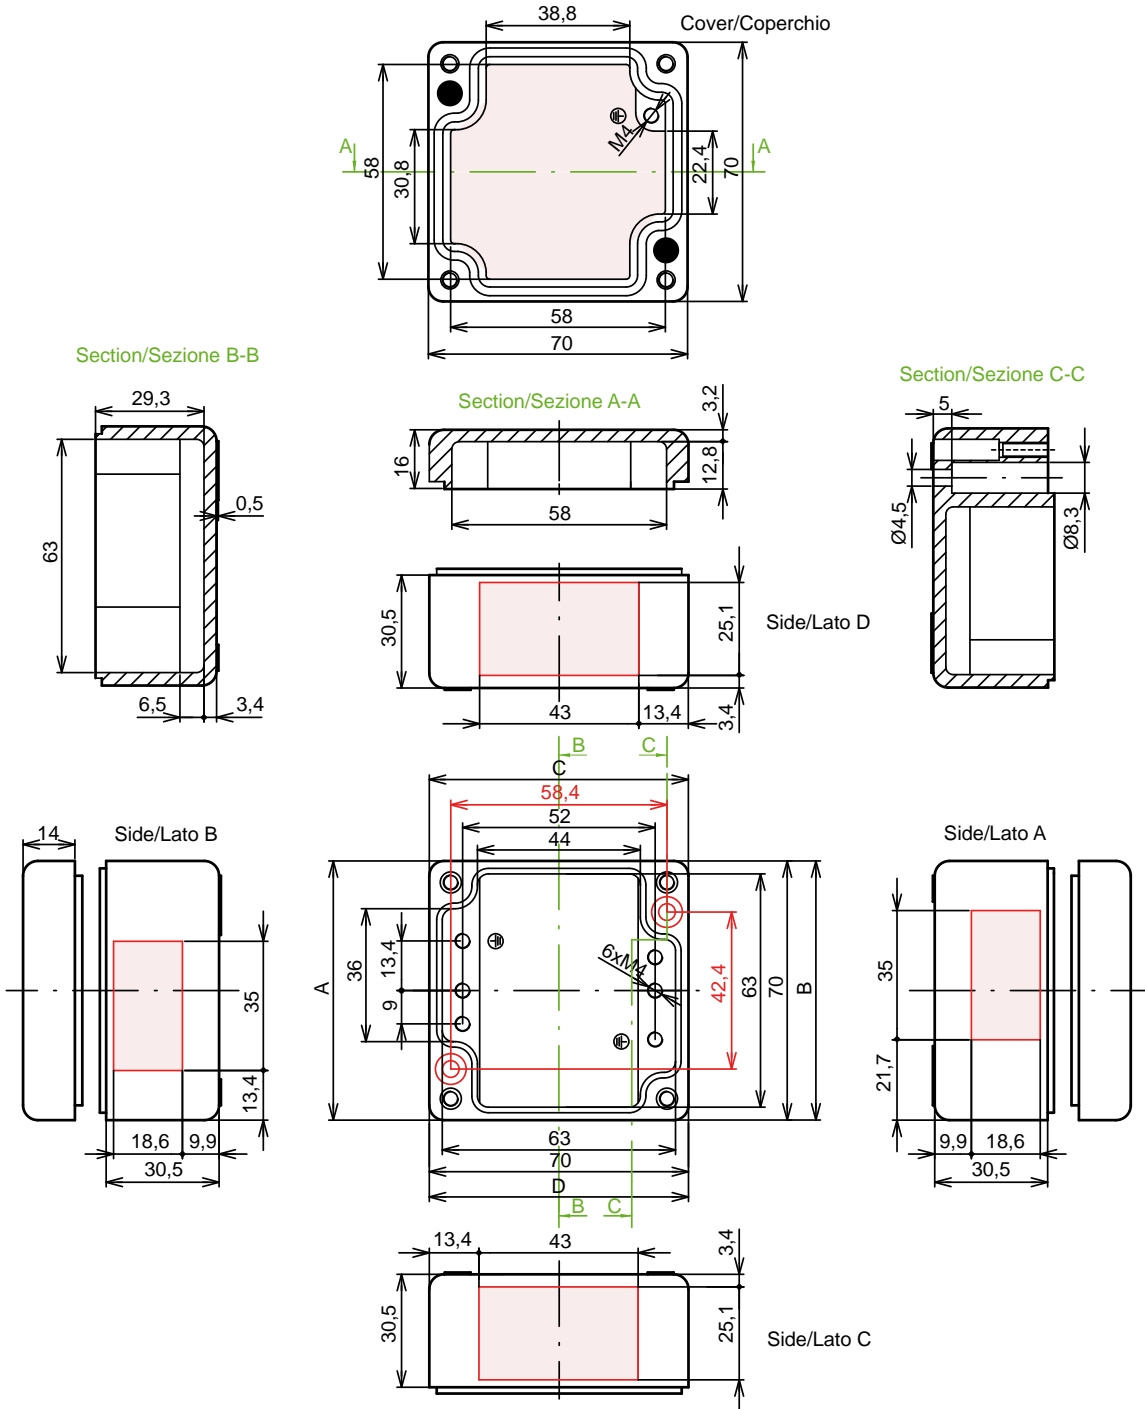 38,8
Cover/Coperchio
M4
A
A
58
30,8
22,4
70
58
70
Section/Sezione B-B
29,3
63
0,5
6,5
3,4
Section/Sezione A-A
3,2
16
12,8
58
Section/Sezione C-C
5
Ø4,5
Ø8,3
30,5
25,1
Side/Lato D
43
13,4
3,4
B
C
C
58,4
52
44
14
Side/Lato B
35
13,4
18,6
9,9
30,5
A
36
13,4
9
6xM4
42,4
63
70
B
63
70
D
B
C
Side/Lato A
35
21,7
9,9
18,6
30,5
13,4
43
3,4
30,5
25,1
Side/Lato C